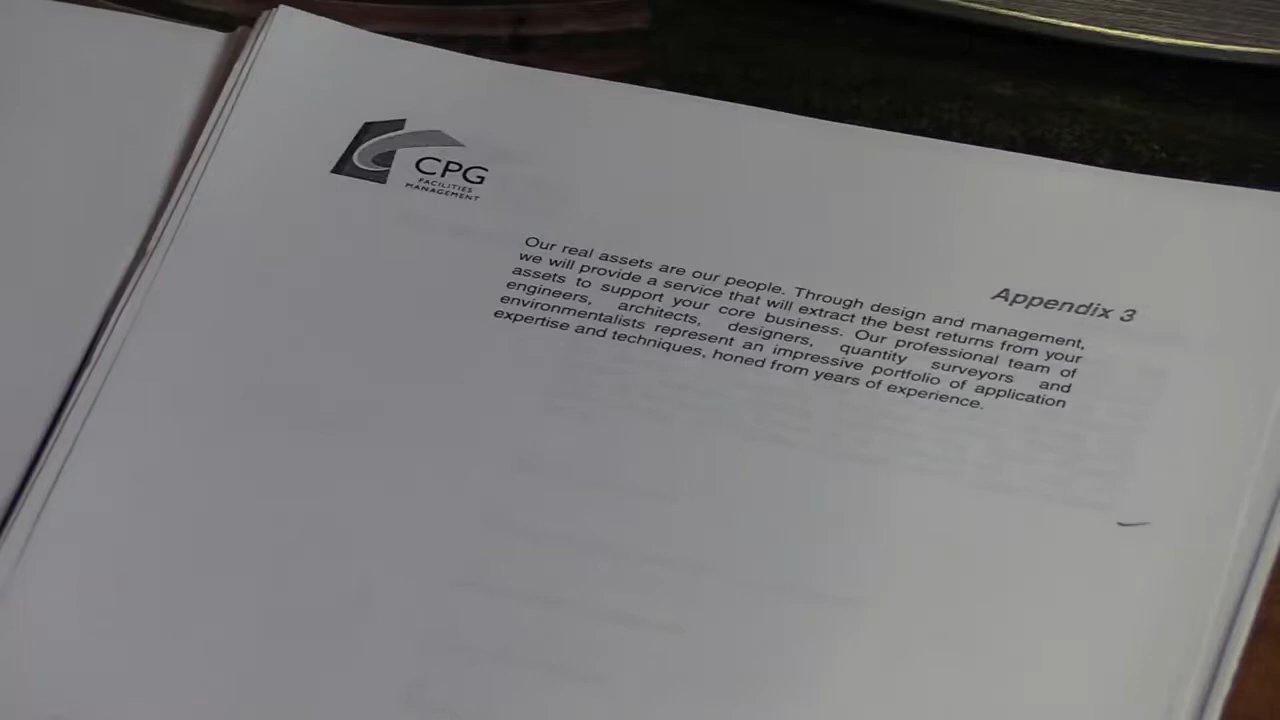 CPG
FACILITIES
MANAGEMENT
Appendix 3
Our real assets are our people. Through design and management,
we will provide a service that will extract the best returns from your
assets to support your core business. Our professional team of
engineers, architects, designers, quantity surveyors and
environmentalists represent an impressive portfolio of application
expertise and techniques, honed from years of experience.